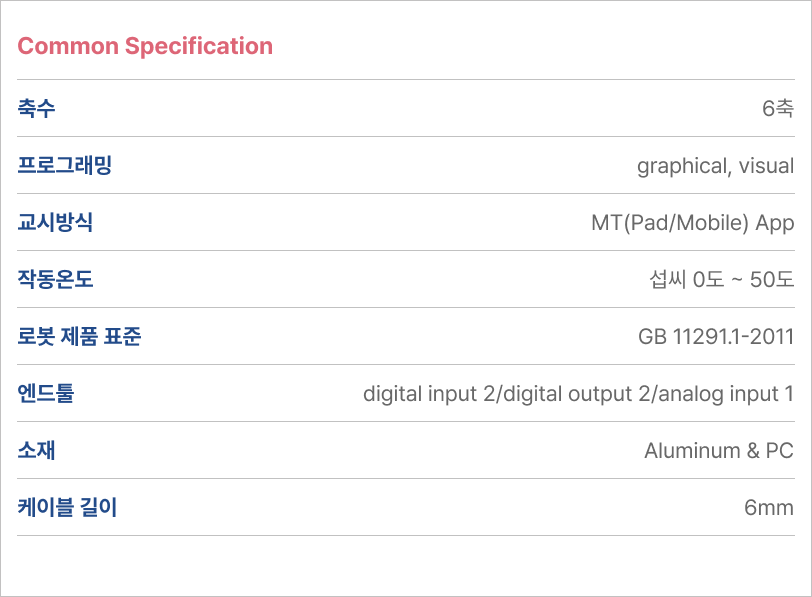 Common Specification
축수 6축
프로그래밍 graphical, visual
교시방식 MT(Pad/Mobile) App
작동온도 섭씨 0도 ~ 50도
로봇 제품 표준 GB 11291.1-2011
엔드툴 digital input 2/digital output 2/analog input 1
소재 Aluminum & PC
케이블 길이 6mm